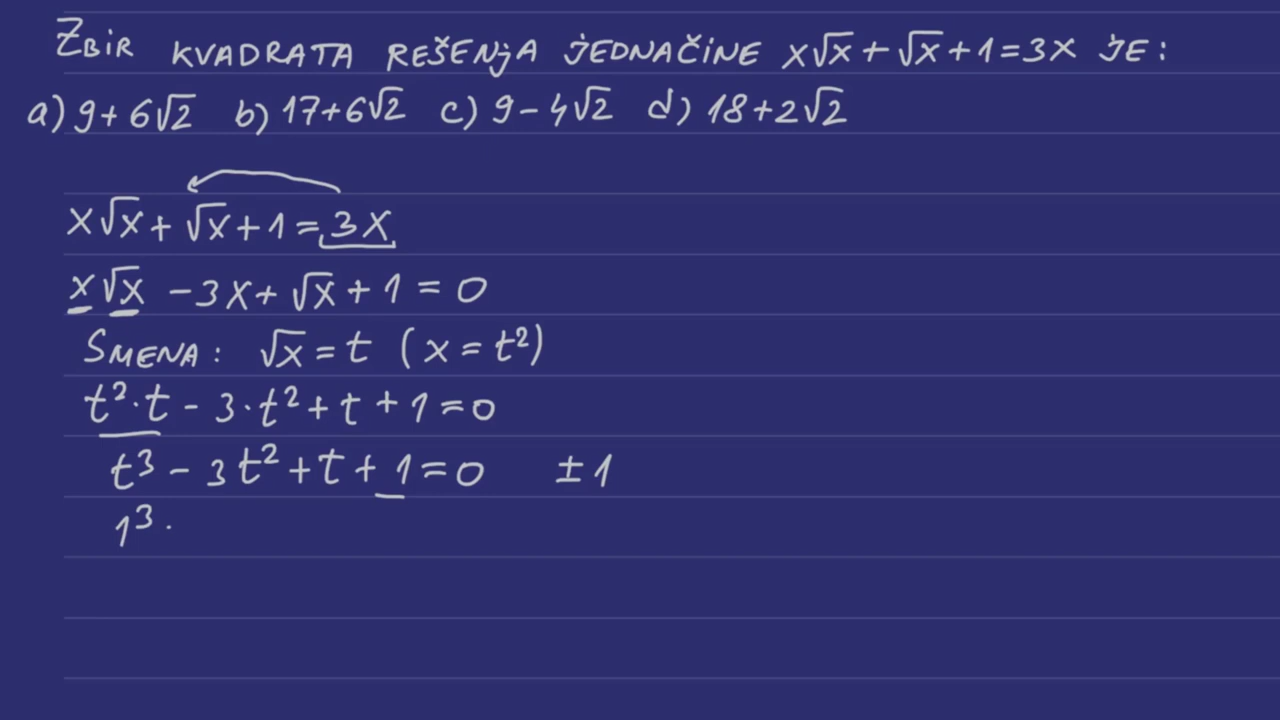 ZBIR KVADRATA REŠENJA JEDNAČINE x√x + √x + 1 = 3x JE:
a) 9 + 6√2 b) 17 + 6√2 c) 9 - 4√2 d) 18 + 2√2
x√x + √x + 1 = 3x
x√x - 3x + √x + 1 = 0
SMENA: √x = t (x = t²)
t²·t - 3·t² + t + 1 = 0
t³ - 3t² + t + 1 = 0 ±1
1³ -